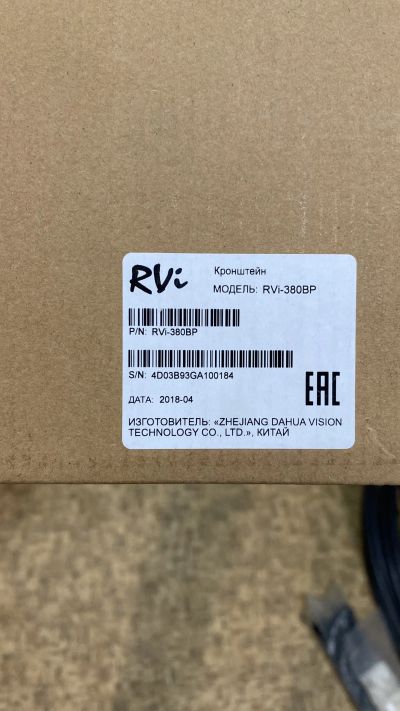 RVi
Кронштейн
МОДЕЛЬ: RVi-380BP
P/N: RVi-380BP
S/N: 4D03B93GA100184
ДАТА: 2018-04
EAC
ИЗГОТОВИТЕЛЬ: «ZHEJIANG DAHUA VISION
TECHNOLOGY CO., LTD.», КИТАЙ